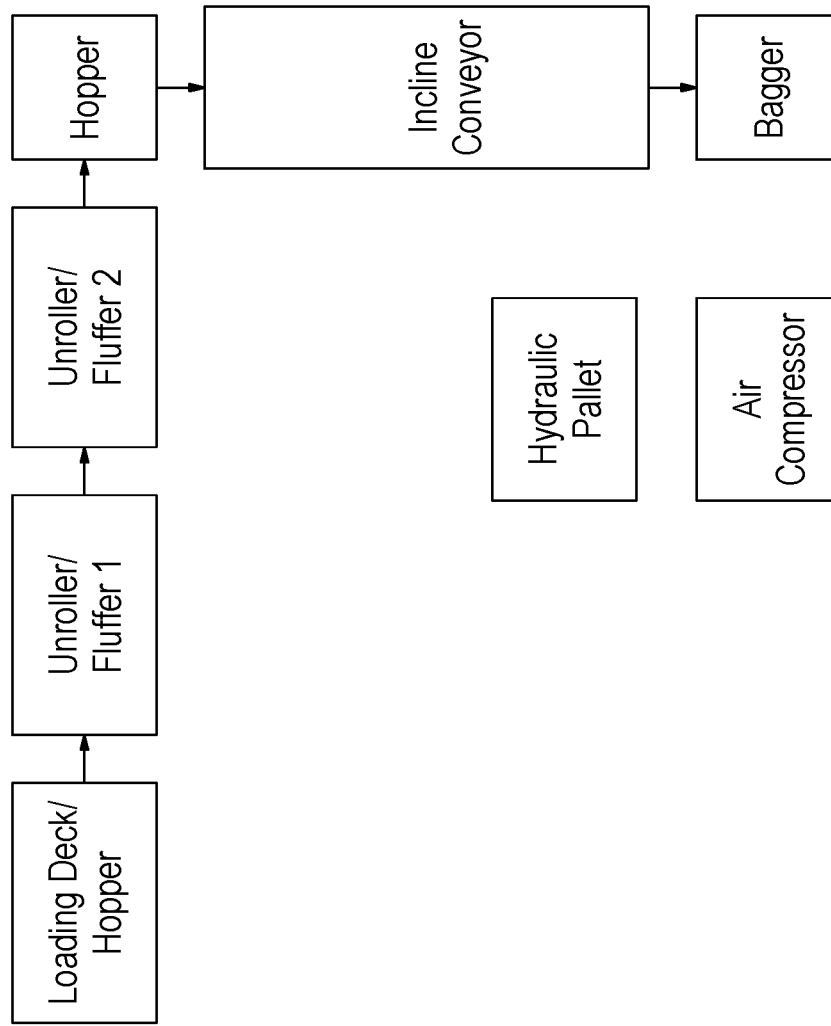 Loading Deck/
Hopper
Unroller/
Fluffer 1
Unroller/
Fluffer 2
Hopper
Incline
Conveyor
Bagger
Hydraulic
Pallet
Air
Compressor